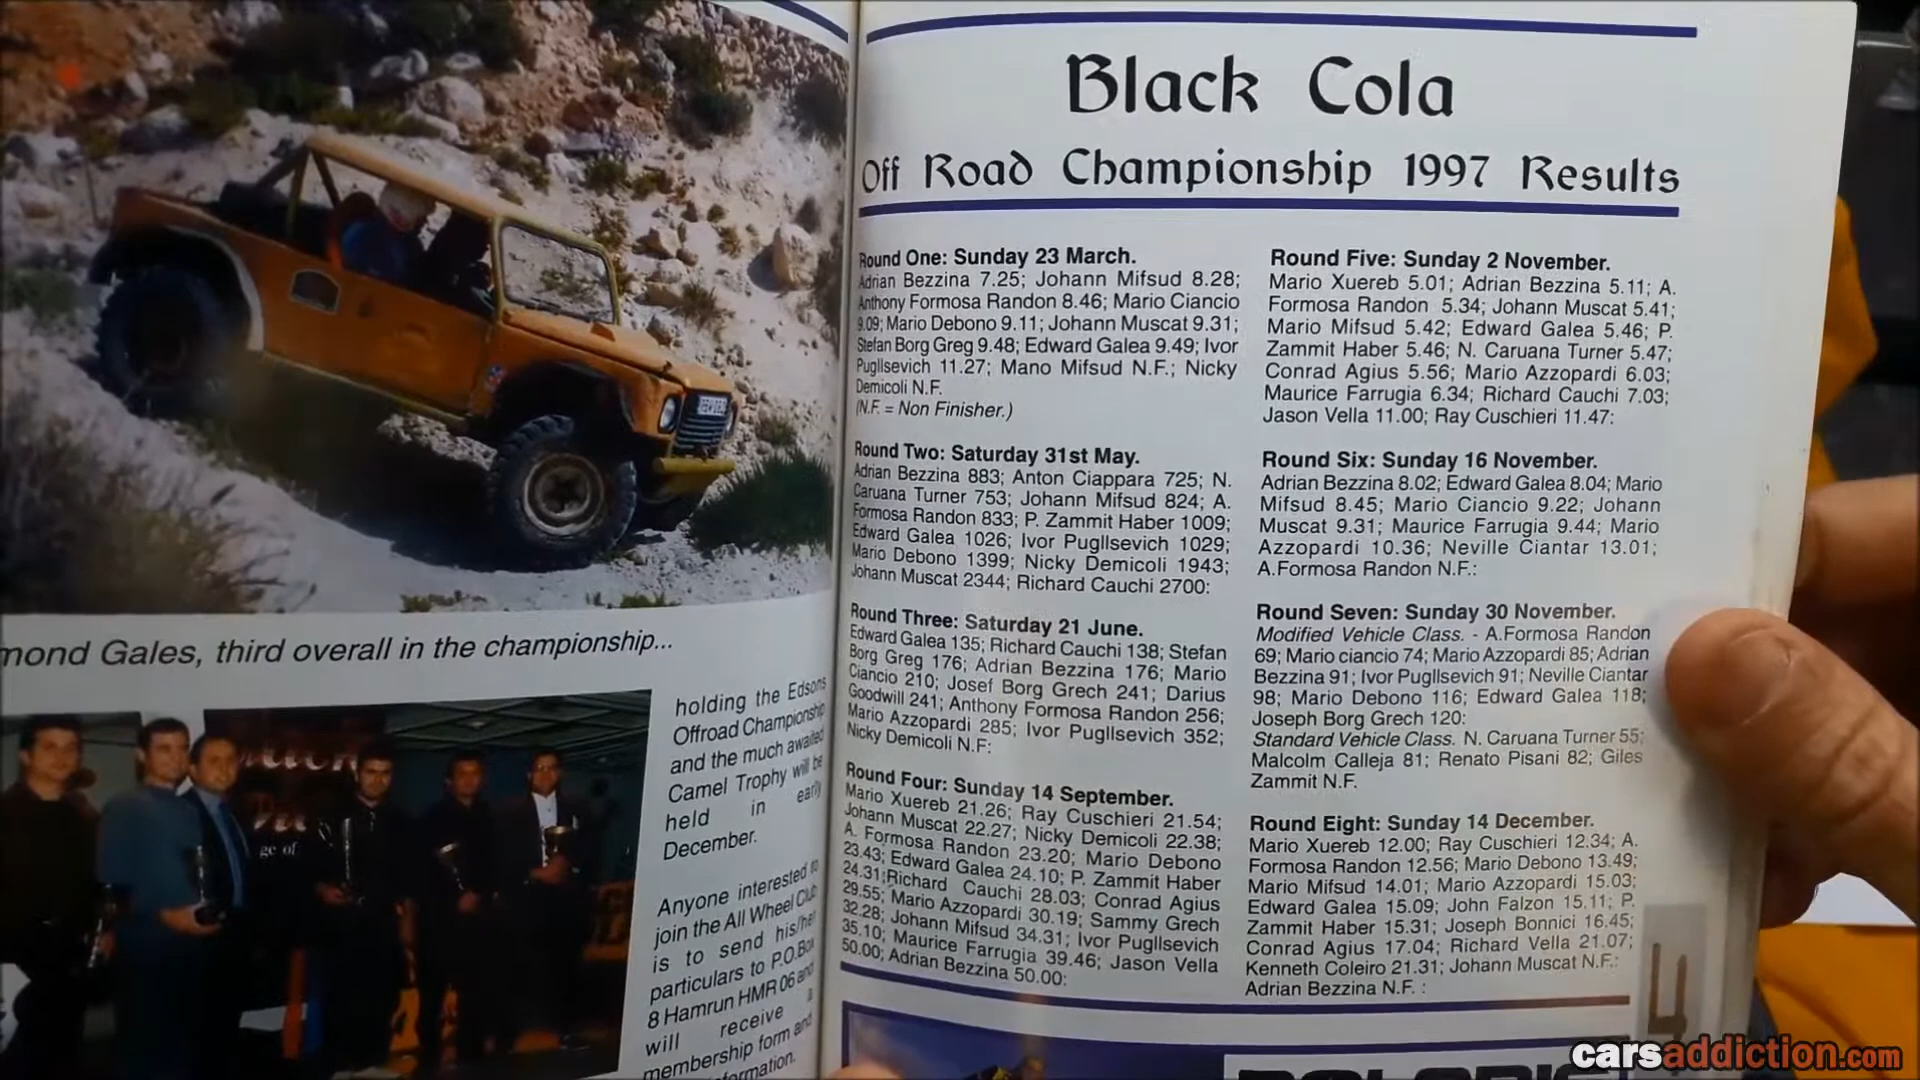 mond Gales, third overall in the championship...
holding the Edsons
Offroad Championship
and the much awaited
Camel Trophy will be
held in early
December.
Anyone interested to
join the All Wheel Club
is to send his/her
particulars to P.O.Box
8 Hamrun HMR 06 and
will receive a
membership form and
formation.
ge of
Black Cola
Off Road Championship 1997 Results
Round One: Sunday 23 March.
Adrian Bezzina 7.25; Johann Mifsud 8.28;
Anthony Formosa Randon 8.46; Mario Ciancio
9.09; Mario Debono 9.11; Johann Muscat 9.31;
Stefan Borg Greg 9.48; Edward Galea 9.49; Ivor
Pugllsevich 11.27; Mano Mifsud N.F.; Nicky
Demicoli N.F.
(N.F. = Non Finisher.)
Round Two: Saturday 31st May.
Adrian Bezzina 883; Anton Ciappara 725; N.
Caruana Turner 753; Johann Mifsud 824; A.
Formosa Randon 833; P. Zammit Haber 1009;
Edward Galea 1026; Ivor Pugllsevich 1029;
Mario Debono 1399; Nicky Demicoli 1943;
Johann Muscat 2344; Richard Cauchi 2700:
Round Three: Saturday 21 June.
Edward Galea 135; Richard Cauchi 138; Stefan
Borg Greg 176; Adrian Bezzina 176; Mario
Ciancio 210; Josef Borg Grech 241; Darius
Goodwill 241; Anthony Formosa Randon 256;
Mario Azzopardi 285; Ivor Pugllsevich 352;
Nicky Demicoli N.F:
Round Four: Sunday 14 September.
Mario Xuereb 21.26; Ray Cuschieri 21.54;
Johann Muscat 22.27; Nicky Demicoli 22.38;
A. Formosa Randon 23.20; Mario Debono
23.43; Edward Galea 24.10; P. Zammit Haber
24.31;Richard Cauchi 28.03; Conrad Agius
29.55; Mario Azzopardi 30.19; Sammy Grech
32.28; Johann Mifsud 34.31; Ivor Pugllsevich
35.10; Maurice Farrugia 39.46; Jason Vella
50.00; Adrian Bezzina 50.00:
Round Five: Sunday 2 November.
Mario Xuereb 5.01; Adrian Bezzina 5.11; A.
Formosa Randon 5.34; Johann Muscat 5.41;
Mario Mifsud 5.42; Edward Galea 5.46; P.
Zammit Haber 5.46; N. Caruana Turner 5.47;
Conrad Agius 5.56; Mario Azzopardi 6.03;
Maurice Farrugia 6.34; Richard Cauchi 7.03;
Jason Vella 11.00; Ray Cuschieri 11.47:
Round Six: Sunday 16 November.
Adrian Bezzina 8.02; Edward Galea 8.04; Mario
Mifsud 8.45; Mario Ciancio 9.22; Johann
Muscat 9.31; Maurice Farrugia 9.44; Mario
Azzopardi 10.36; Neville Ciantar 13.01;
A.Formosa Randon N.F.:
Round Seven: Sunday 30 November.
Modified Vehicle Class. - A.Formosa Randon
69; Mario ciancio 74; Mario Azzopardi 85; Adrian
Bezzina 91; Ivor Pugllsevich 91; Neville Ciantar
98; Mario Debono 116; Edward Galea 118;
Joseph Borg Grech 120:
Standard Vehicle Class. N. Caruana Turner 55;
Malcolm Calleja 81; Renato Pisani 82; Giles
Zammit N.F.
Round Eight: Sunday 14 December.
Mario Xuereb 12.00; Ray Cuschieri 12.34; A.
Formosa Randon 12.56; Mario Debono 13.49;
Mario Mifsud 14.01; Mario Azzopardi 15.03;
Edward Galea 15.09; John Falzon 15.11; P.
Zammit Haber 15.31; Joseph Bonnici 16.45;
Conrad Agius 17.04; Richard Vella 21.07;
Kenneth Coleiro 21.31; Johann Muscat N.F.:
Adrian Bezzina N.F. :
4
carsaddiction.com